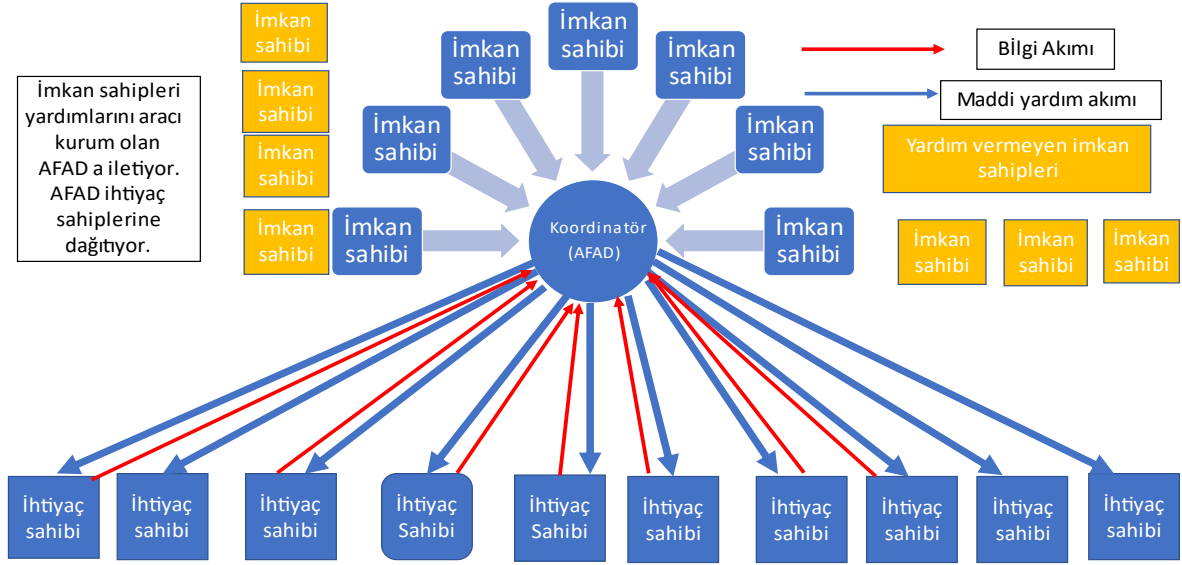 İmkan sahipleri
yardımlarını aracı
kurum olan
AFAD a iletiyor.
AFAD ihtiyaç
sahiplerine
dağıtıyor.
İmkan
sahibi
İmkan
sahibi
İmkan
sahibi
İmkan
sahibi
İmkan
sahibi
İmkan
sahibi
İmkan
sahibi
İmkan
sahibi
İmkan
sahibi
İmkan
sahibi
İmkan
sahibi
Koordinatör
(AFAD)
Bİlgi Akımı
Maddi yardım akımı
Yardım vermeyen imkan
sahipleri
İmkan
sahibi
İmkan
sahibi
İmkan
sahibi
İhtiyaç
sahibi
İhtiyaç
sahibi
İhtiyaç
sahibi
İhtiyaç
Sahibi
İhtiyaç
Sahibi
İhtiyaç
sahibi
İhtiyaç
sahibi
İhtiyaç
sahibi
İhtiyaç
sahibi
İhtiyaç
sahibi